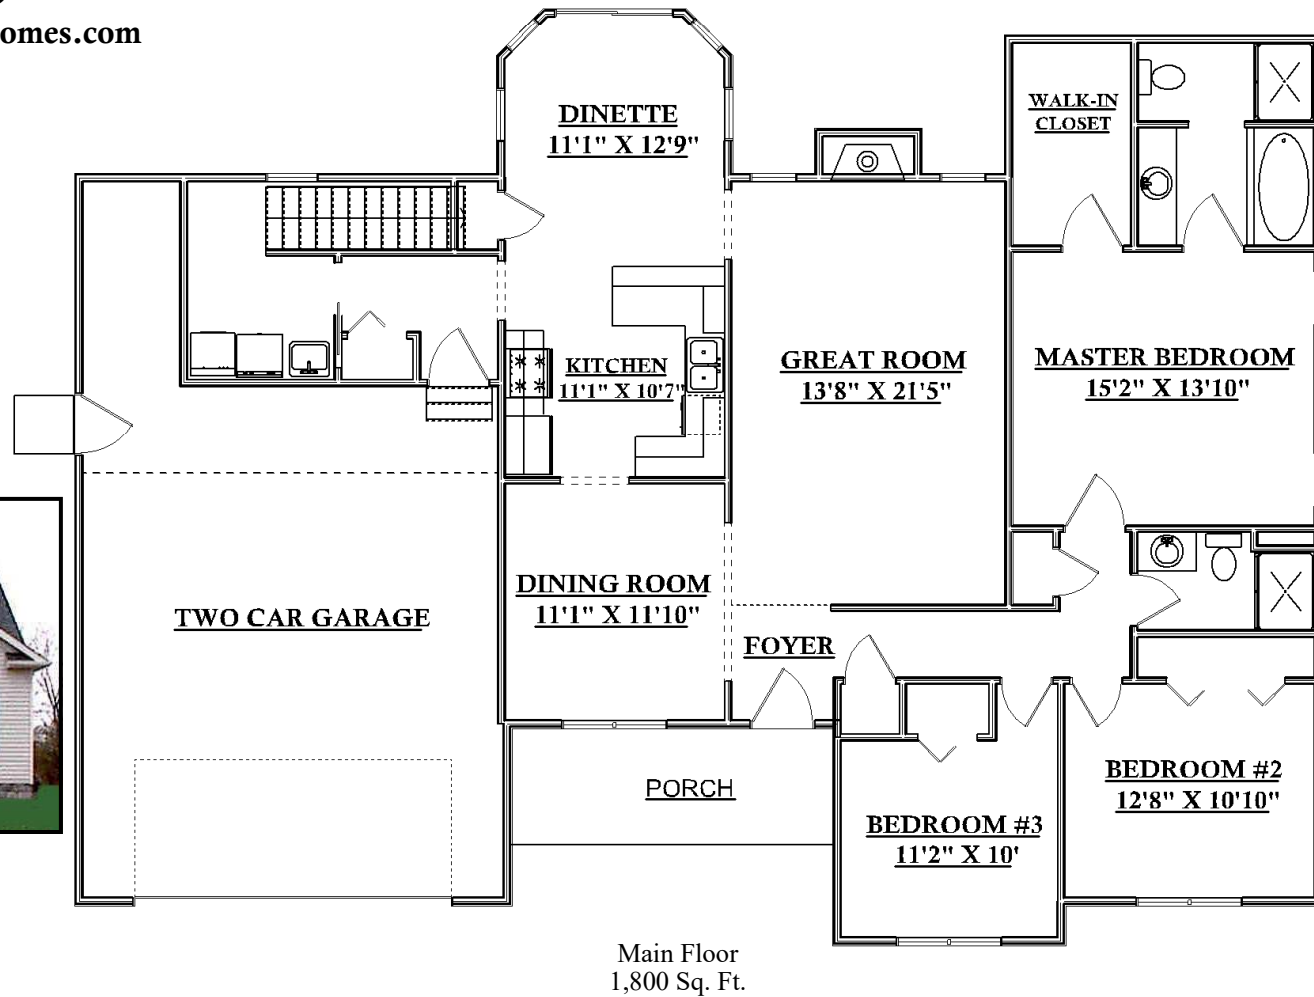 omes.com
DINETTE
11'1" X 12'9"
WALK-IN
CLOSET
KITCHEN
11'1" X 10'7"
GREAT ROOM
13'8" X 21'5"
MASTER BEDROOM
15'2" X 13'10"
TWO CAR GARAGE
DINING ROOM
11'1" X 11'10"
FOYER
PORCH
BEDROOM #3
11'2" X 10'
BEDROOM #2
12'8" X 10'10"
Main Floor
1,800 Sq. Ft.